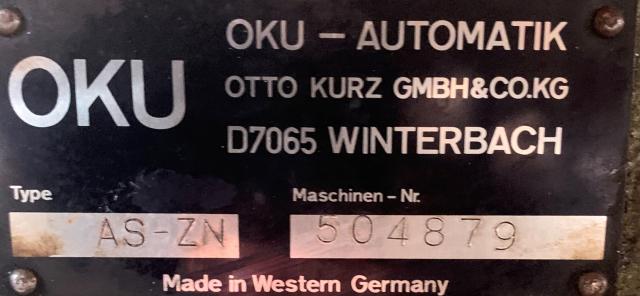 OKU
OKU – AUTOMATIK
OTTO KURZ GMBH&CO.KG
D7065 WINTERBACH
Type
Maschinen – Nr.
AS-ZN
504879
Made in Western Germany